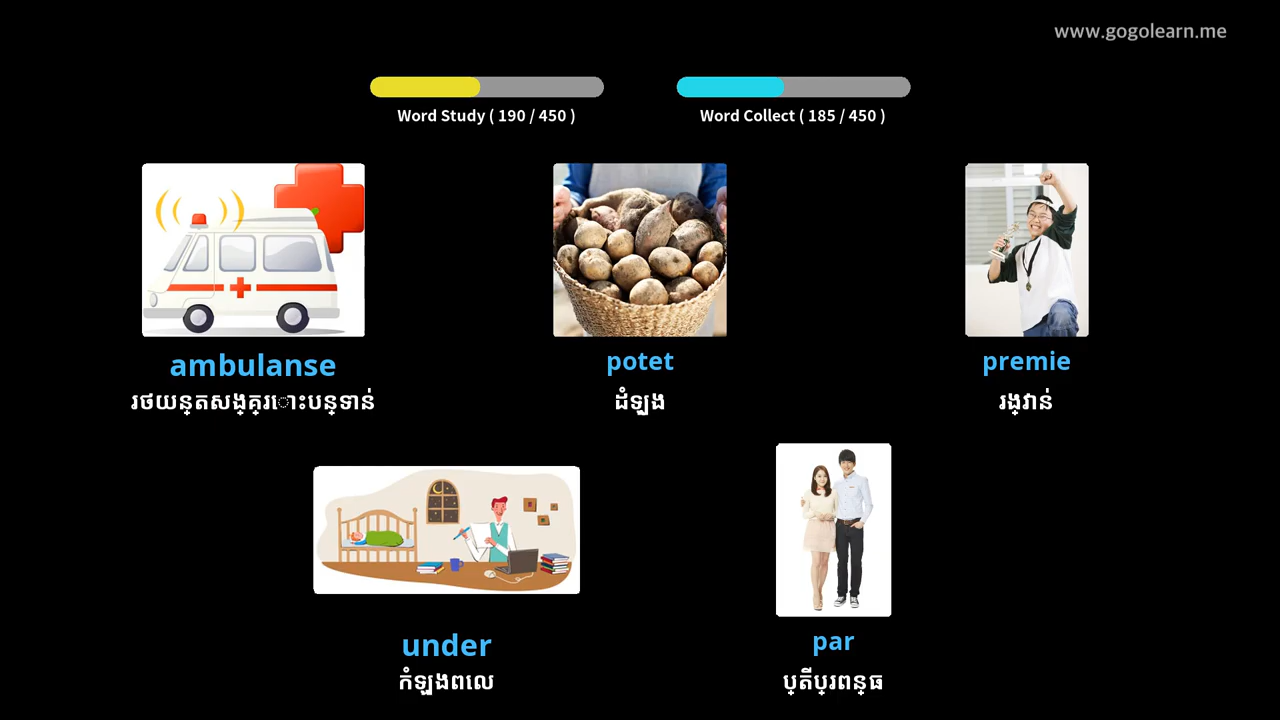 www.gogolearn.me
Word Study ( 190 / 450 )
Word Collect ( 185 / 450 )
ambulanse
potet
premie
រថយន្តសង្គ្រោះបន្ទាន់
ដំឡូង
រង្វាន់
under
par
កំឡុងពេល
ប្តីប្រពន្ធ